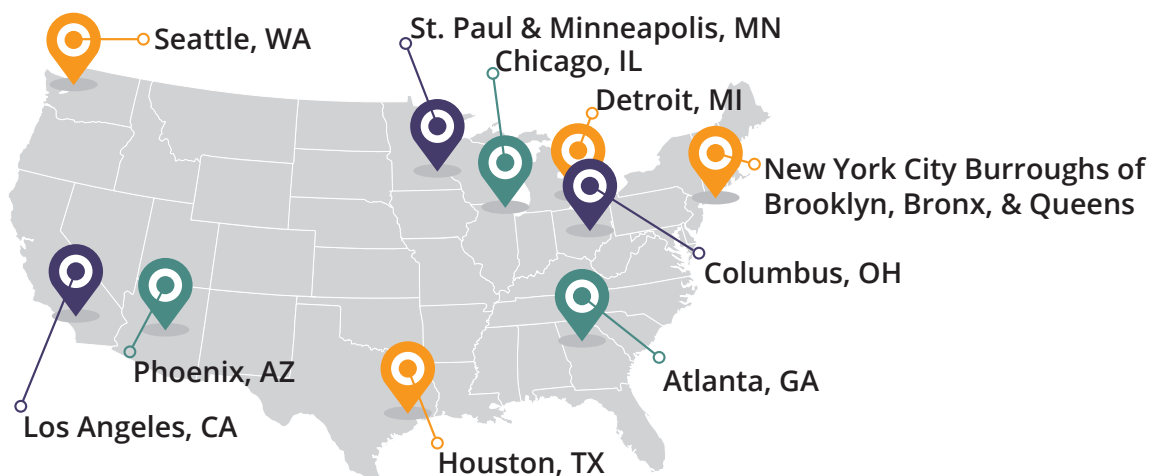 Seattle, WA
St. Paul & Minneapolis, MN
Chicago, IL
Detroit, MI
New York City Burroughs of
Brooklyn, Bronx, & Queens
Columbus, OH
Phoenix, AZ
Atlanta, GA
Los Angeles, CA
Houston, TX